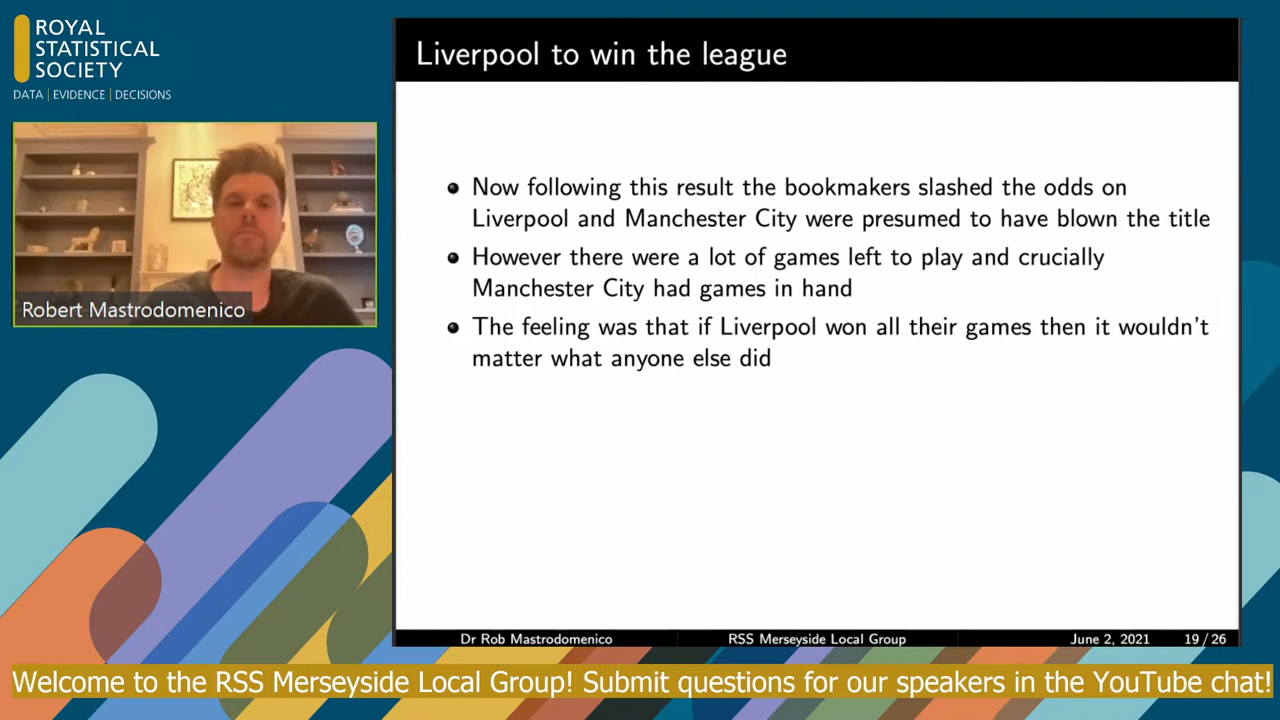 ROYAL
STATISTICAL
SOCIETY
DATA | EVIDENCE | DECISIONS
Robert Mastrodomenico
Liverpool to win the league
Now following this result the bookmakers slashed the odds on
Liverpool and Manchester City were presumed to have blown the title
However there were a lot of games left to play and crucially
Manchester City had games in hand
The feeling was that if Liverpool won all their games then it wouldn't
matter what anyone else did
Dr Rob Mastrodomenico
RSS Merseyside Local Group
June 2, 2021
19 / 26
Welcome to the RSS Merseyside Local Group! Submit questions for our speakers in the YouTube chat!